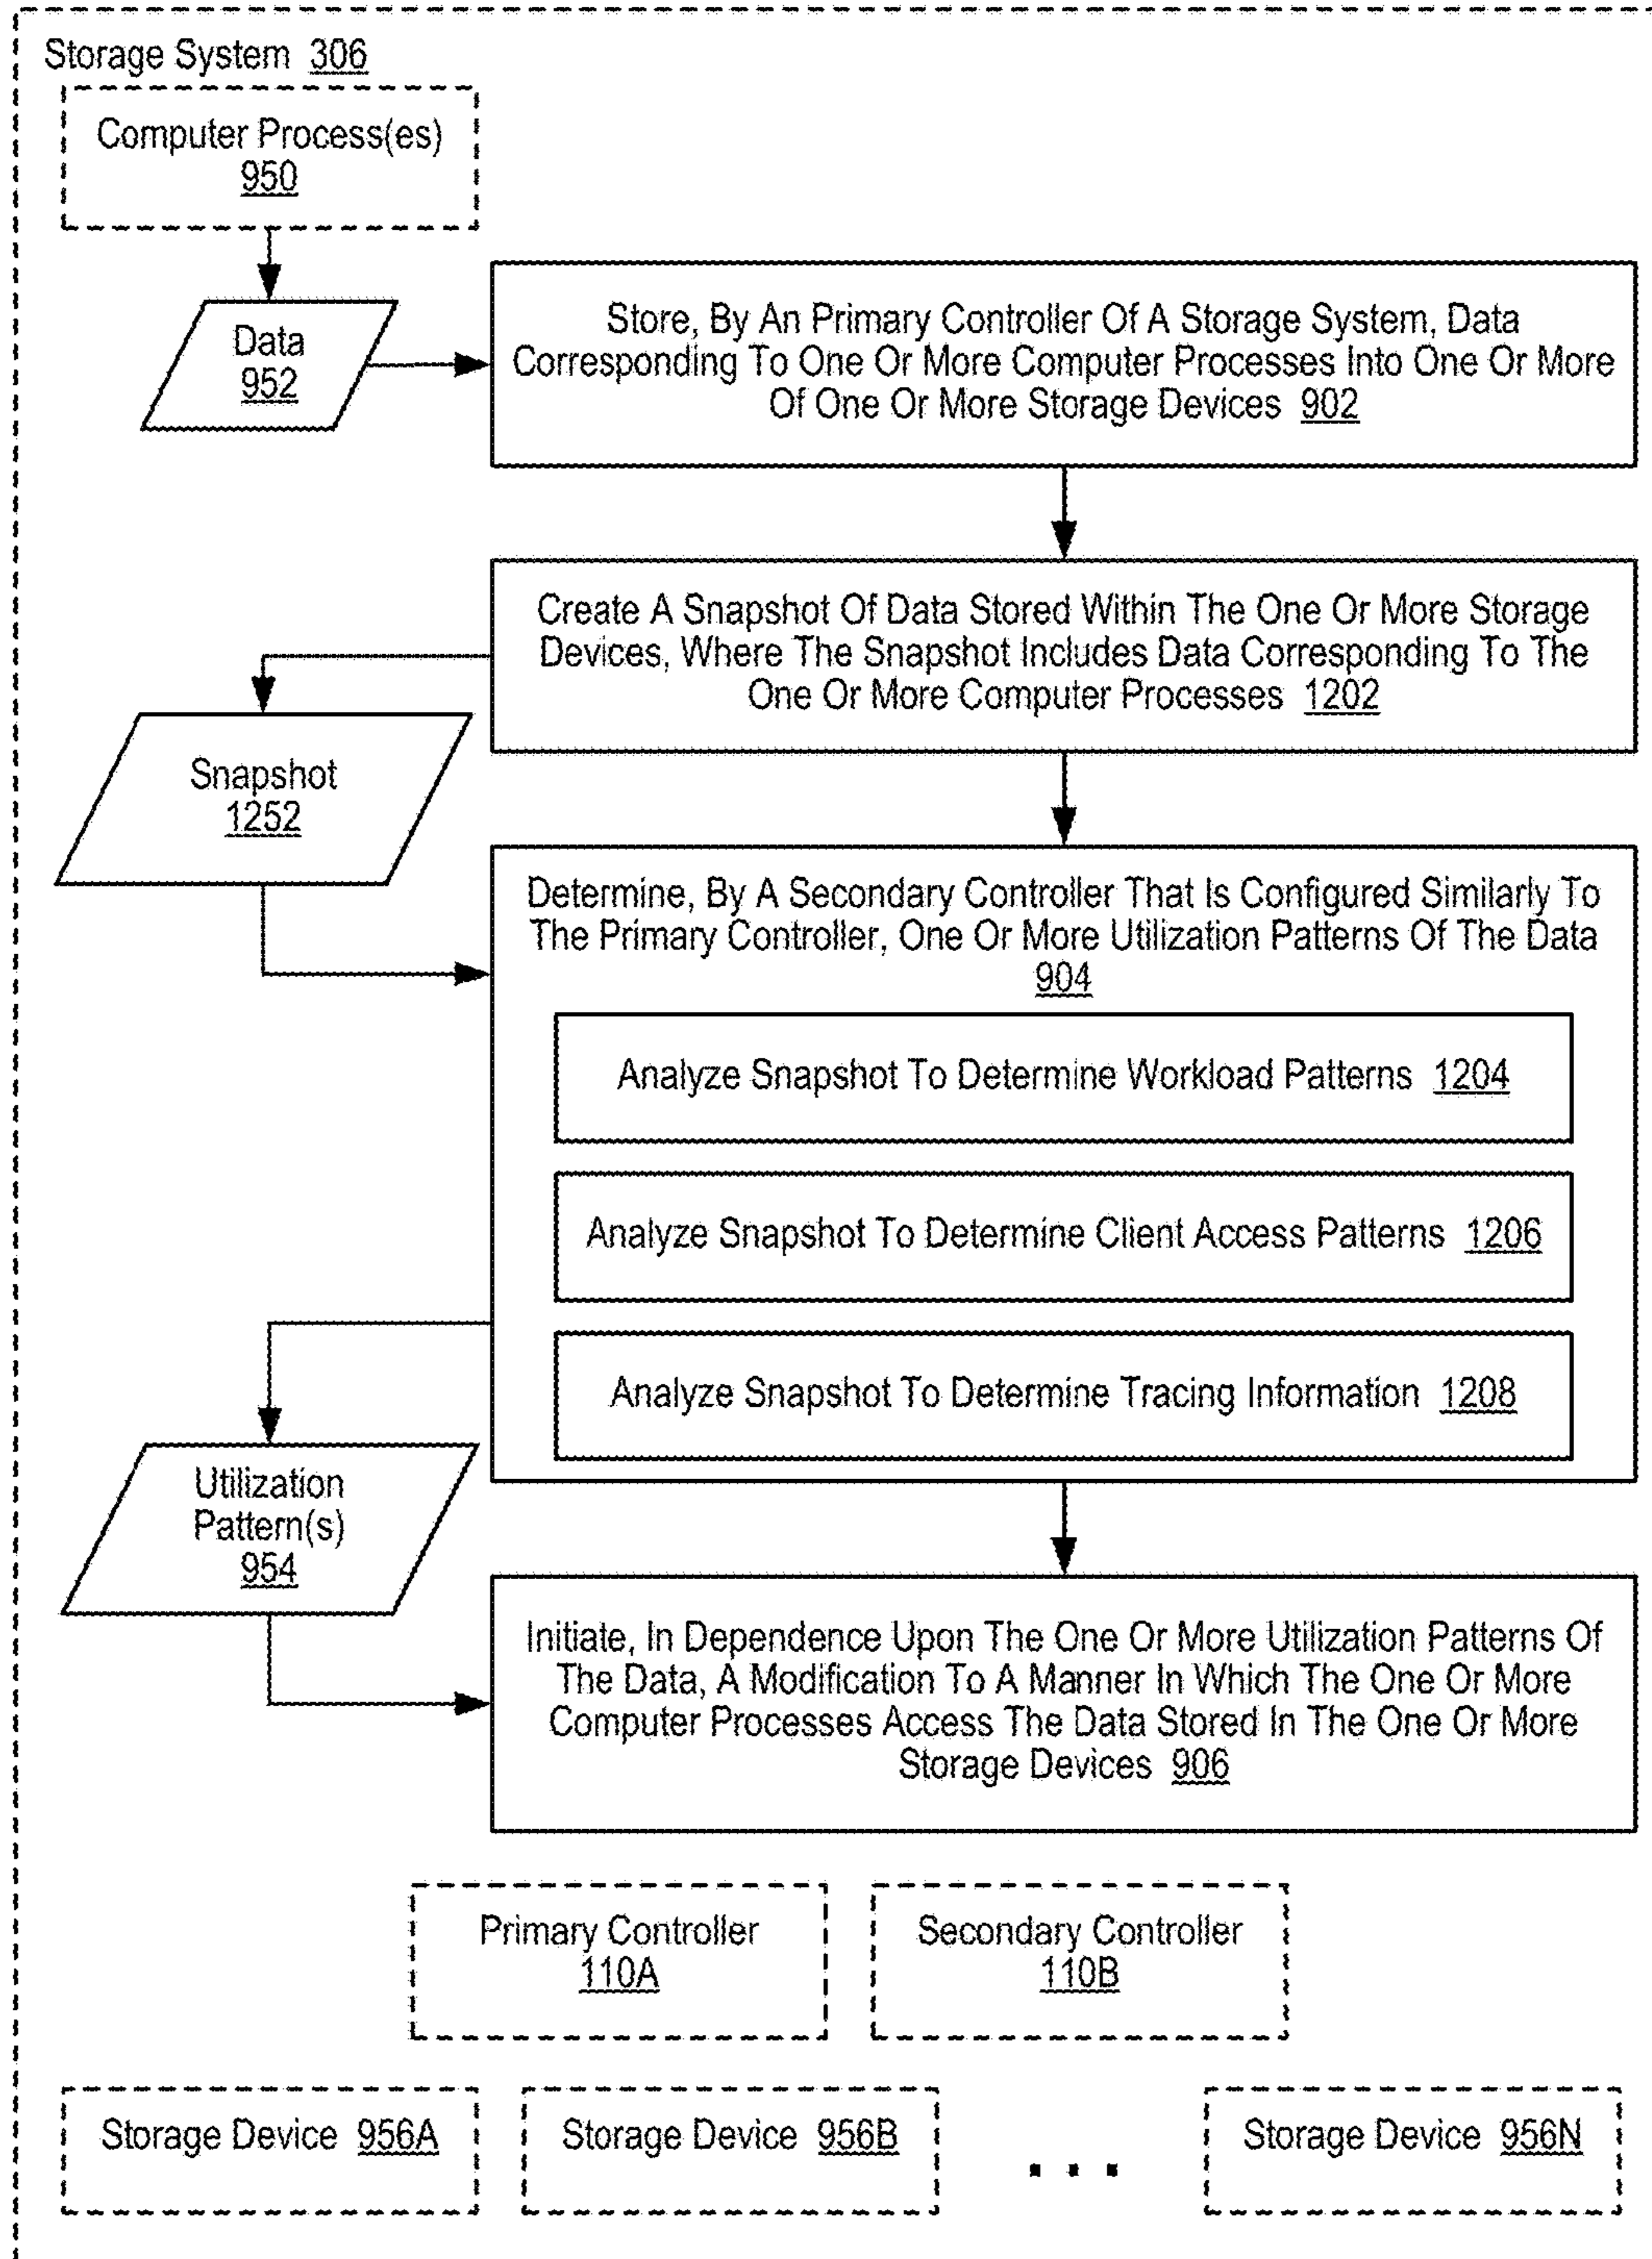 Storage System 306
Computer Process(es)
950
Data
952
Store, By An Primary Controller Of A Storage System, Data
Corresponding To One Or More Computer Processes Into One Or More
Of One Or More Storage Devices 902
Create A Snapshot Of Data Stored Within The One Or More Storage
Devices, Where The Snapshot Includes Data Corresponding To The
One Or More Computer Processes 1202
Snapshot
1252
Determine, By A Secondary Controller That Is Configured Similarly To
The Primary Controller, One Or More Utilization Patterns Of The Data
904
Analyze Snapshot To Determine Workload Patterns 1204
Analyze Snapshot To Determine Client Access Patterns 1206
Analyze Snapshot To Determine Tracing Information 1208
Utilization
Pattern(s)
954
Initiate, In Dependence Upon The One Or More Utilization Patterns Of
The Data, A Modification To A Manner In Which The One Or More
Computer Processes Access The Data Stored In The One Or More
Storage Devices 906
Primary Controller
110A
Secondary Controller
110B
Storage Device 956A
Storage Device 956B
. . .
Storage Device 956N